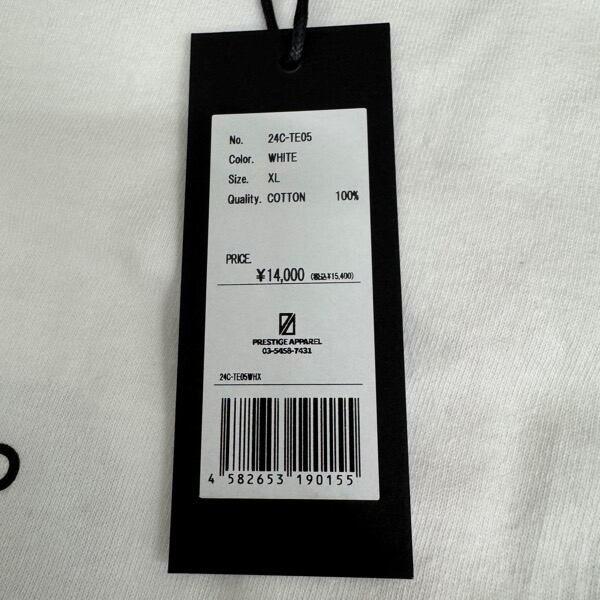 No. 24C-TE05
Color. WHITE
Size. XL
Quality. COTTON 100%
PRICE.
¥14,000 (税込¥15,400)
PRESTIGE APPAREL
03-5458-7431
24C-TE05WHX
4 582653 190155